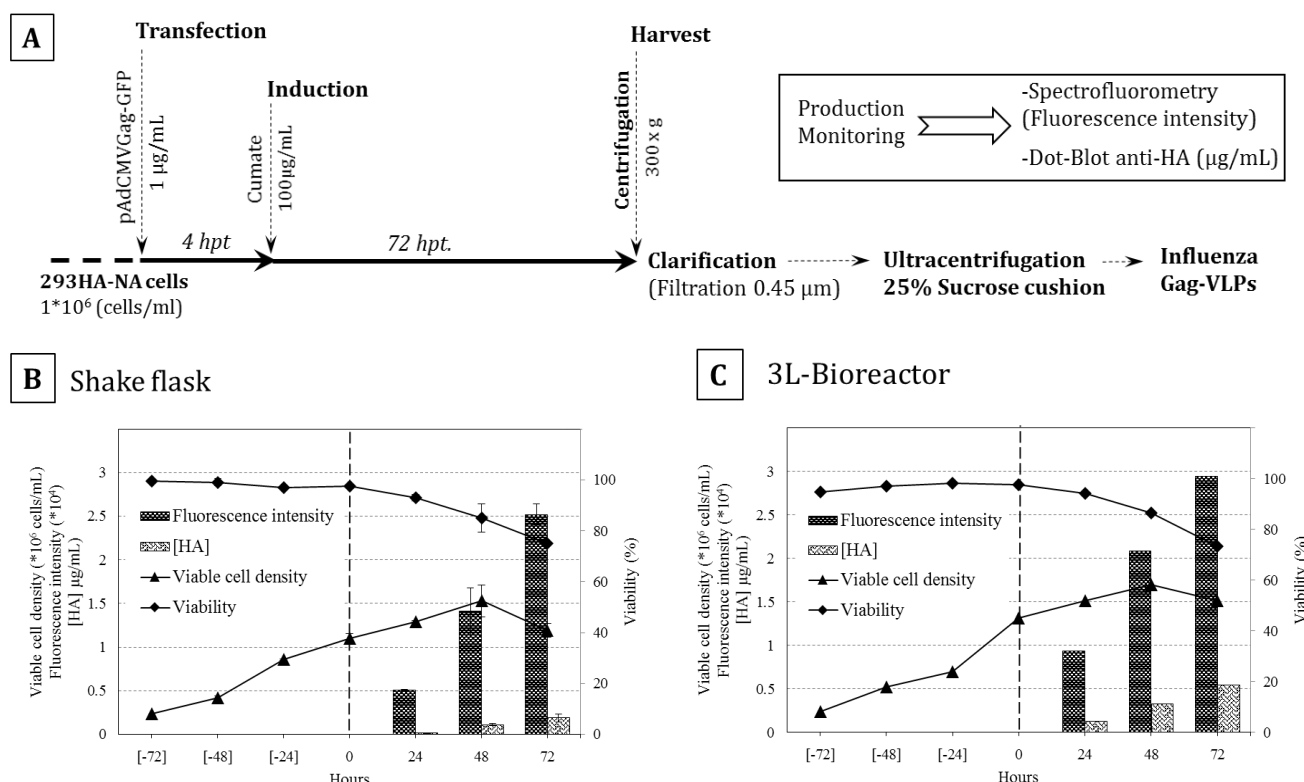 A
Transfection
pAdCMVGag-GFP
1 µg/mL
Induction
Cumate
100µg/mL
Harvest
Centrifugation
300 x g
Production
Monitoring
-Spectrofluorometry
(Fluorescence intensity)
-Dot-Blot anti-HA (µg/mL)
4 hpt
72 hpt.
293HA-NA cells
1*10⁶ (cells/ml)
Clarification
(Filtration 0.45 µm)
Ultracentrifugation
25% Sucrose cushion
Influenza
Gag-VLPs
B Shake flask
Viable cell density (*10⁶ cells/mL)
Fluorescence intensity (*10⁴)
[HA] µg/mL)
3
2.5
2
1.5
1
0.5
0
Fluorescence intensity
[HA]
Viable cell density
Viability
100
80
60
40
20
0
Viability (%)
[-72] [-48] [-24] 0 24 48 72
Hours
C 3L-Bioreactor
Viable cell density (*10⁶ cells/mL)
Fluorescence intensity (*10⁴)
[HA] µg/mL)
3
2.5
2
1.5
1
0.5
0
Fluorescence intensity
[HA]
Viable cell density
Viability
100
80
60
40
20
0
Viability (%)
[-72] [-48] [-24] 0 24 48 72
Hours